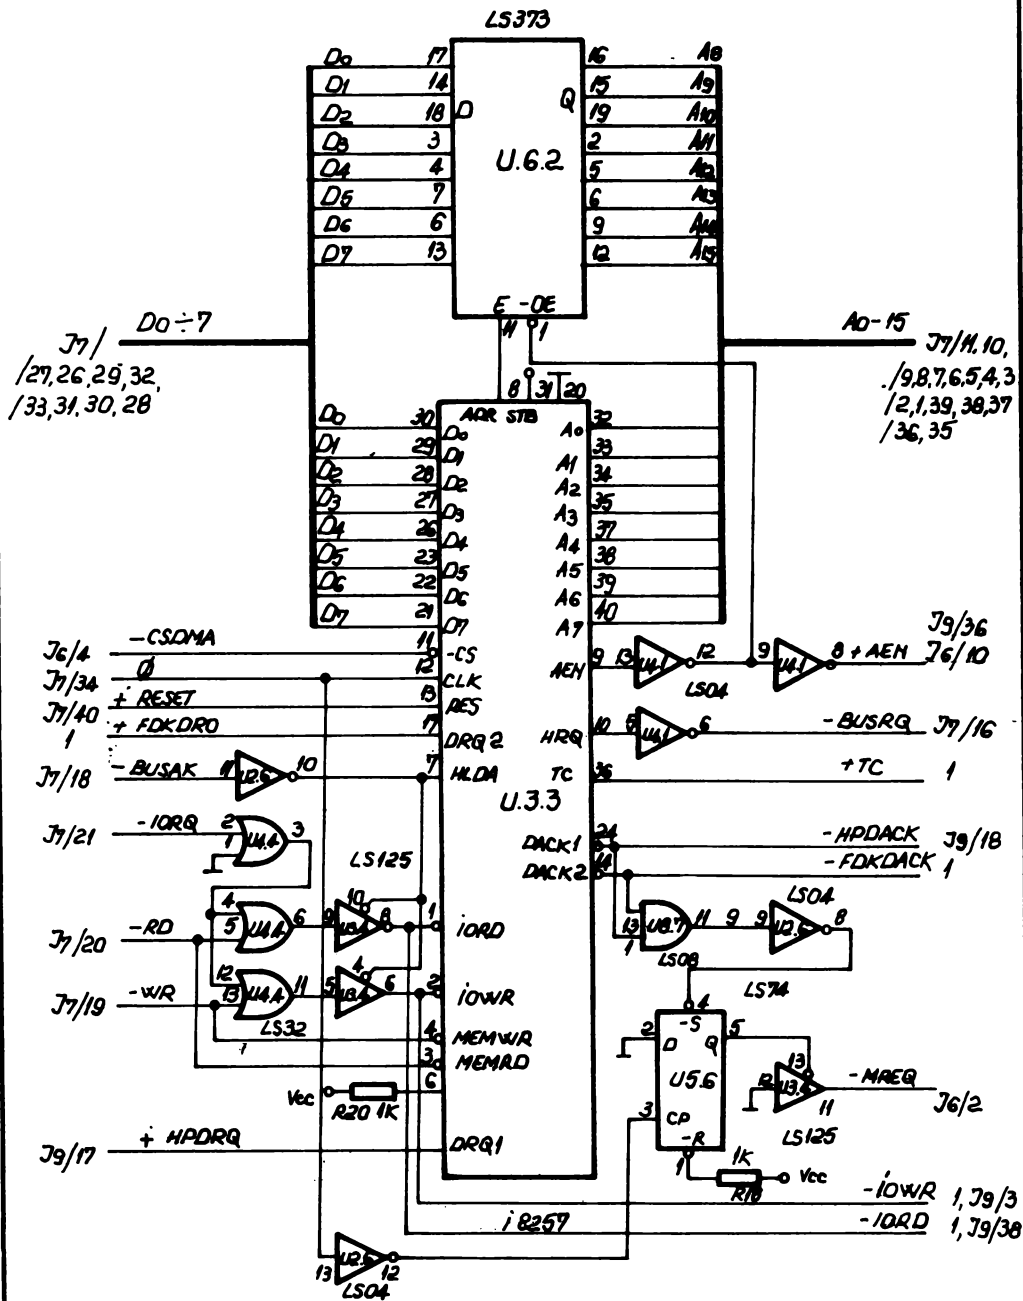 LS373
D0 17 16 A8
D1 14 15 A9
D2 18 D Q 19 A10
D3 3 2 A11
D4 4 U.6.2 5 A12
D5 7 6 A13
D6 6 9 A14
D7 13 12 A15
E -OE
11 1
D0÷7 A0-15
J7/ J7/11,10,
/27,26,29,32, /9,8,7,6,5,4,3
/33,31,30,28 /2,1,39,38,37
/36,35
8 31 20
ADR STB
D0 30 D0 A0 32
D1 29 D1 A1 33
D2 28 D2 A2 34
D3 27 D3 A3 35
D4 26 D4 A4 37
D5 23 D5 A5 38
D6 22 D6 A6 39
D7 21 D7 A7 40
J6/4 -CSDMA 11 -CS
J7/34 Ø 12 CLK AEN 9 13 U4.1 12 9 U4.1 8 +AEN J9/36 J6/10
LS04
J7/40 + RESET 13 RES
1 + FDKDRQ 17 DRQ2 HRQ 10 5 U4.1 6 -BUSRQ J7/16
J7/18 -BUSAK 11 U2.6 10 7 HLDA TC 36 +TC 1
U.3.3
J7/21 -IORQ 2 1 U4.4 3 DACK1 24 -HPDACK J9/18
LS125 DACK2 14 -FDKDACK 1
J7/20 -RD 4 5 U4.4 6 9 U3.4 10 8 1 IORD
13 1 U3.7 11 9 9 U2.6 8 LS04
LS08
J7/19 -WR 12 13 U4.4 11 5 U3.4 4 6 2 IOWR
LS32
LS74
4 MEMWR
3 MEMRD
4 -S
2 D Q 5
U5.6
3 CP
-R
1
13 12 U3.4 11 -MREQ J6/2
LS125
Vcc R20 1K 6
1K Vcc
J9/17 + HPDRQ DRQ1
-IOWR 1,J9/3
i8257 -IORD 1,J9/38
13 U2.6 12
LS04